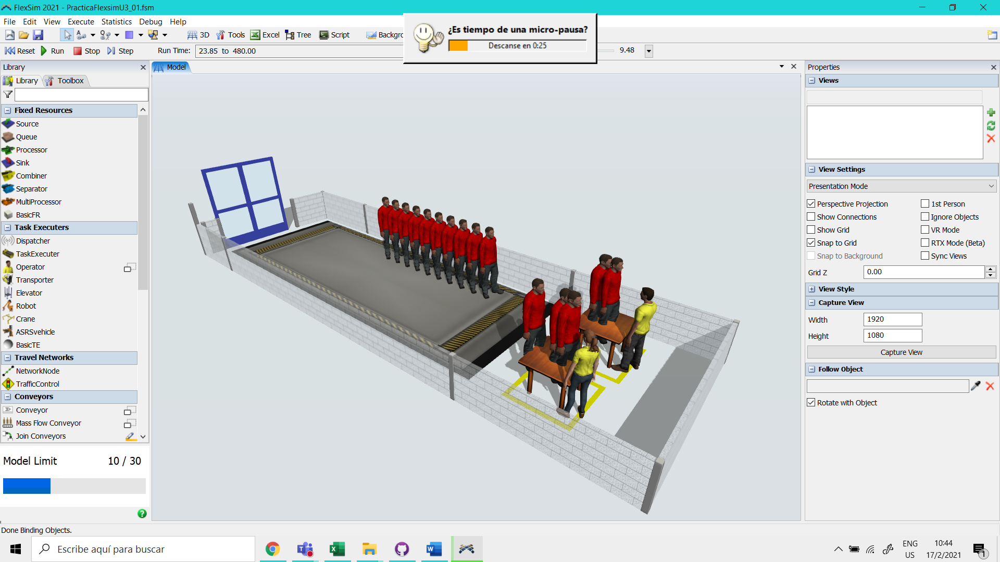 FlexSim 2021 - PracticaFlexsimU3_01.fsm
File Edit View Execute Statistics Debug Help
¿Es tiempo de una micro-pausa?
Descanse en 0:25
3D Tools Excel Tree Script Backgro
Reset Run Stop Step Run Time: 23.85 to 480.00 9.48
Library
Library Toolbox
Fixed Resources
Source
Queue
Processor
Sink
Combiner
Separator
MultiProcessor
BasicFR
Task Executers
Dispatcher
TaskExecuter
Operator
Transporter
Elevator
Robot
Crane
ASRSvehicle
BasicTE
Travel Networks
NetworkNode
TrafficControl
Conveyors
Conveyor
Mass Flow Conveyor
Join Conveyors
Model Limit 10 / 30
Model
Properties
Views
View Settings
Presentation Mode
Perspective Projection 1st Person
Show Connections Ignore Objects
Show Grid VR Mode
Snap to Grid RTX Mode (Beta)
Snap to Background Sync Views
Grid Z 0.00
View Style
Capture View
Width 1920
Height 1080
Capture View
Follow Object
Rotate with Object
Done Binding Objects.
Escribe aquí para buscar
ENG
US
10:44
17/2/2021
1